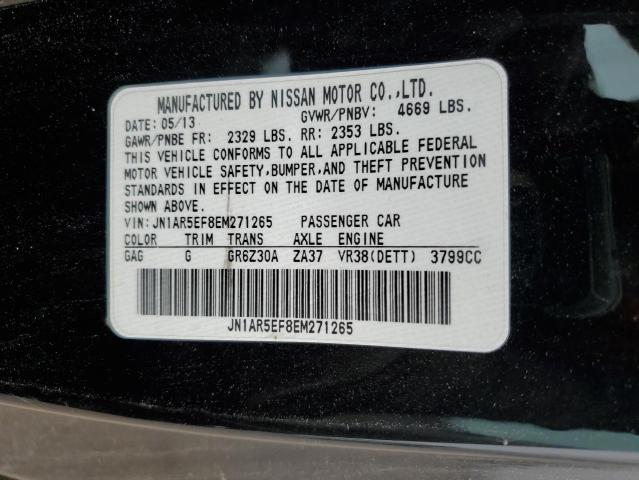 MANUFACTURED BY NISSAN MOTOR CO.,LTD.
DATE: 05/13 GVWR/PNBV: 4669 LBS.
GAWR/PNBE FR: 2329 LBS. RR: 2353 LBS.
THIS VEHICLE CONFORMS TO ALL APPLICABLE FEDERAL
MOTOR VEHICLE SAFETY,BUMPER,AND THEFT PREVENTION
STANDARDS IN EFFECT ON THE DATE OF MANUFACTURE
SHOWN ABOVE.
VIN: JN1AR5EF8EM271265 PASSENGER CAR
COLOR TRIM TRANS AXLE ENGINE
GAG G GR6Z30A ZA37 VR38(DETT) 3799CC
JN1AR5EF8EM271265